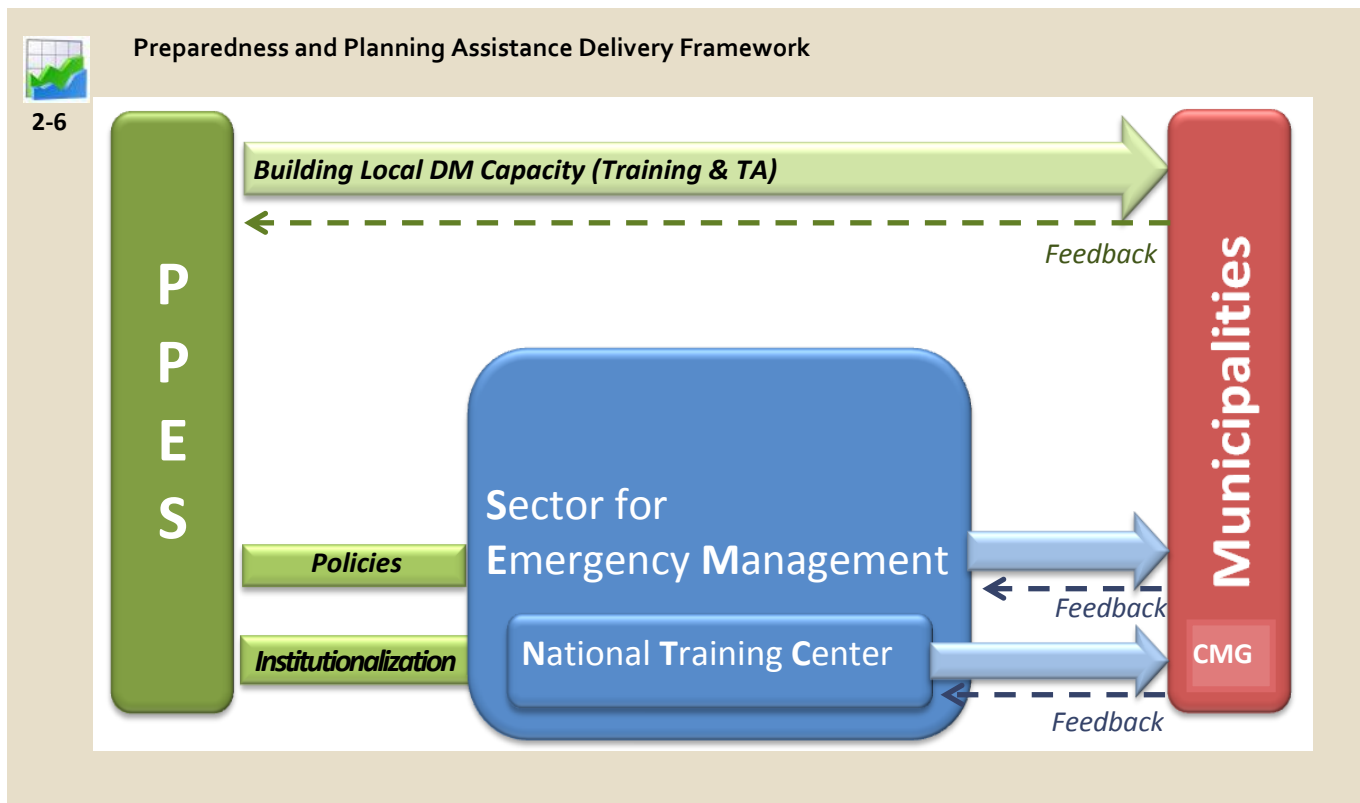 Preparedness and Planning Assistance Delivery Framework
2-6
Building Local DM Capacity (Training & TA)
Feedback
P
P
E
S
Municipalities
Sector for
Emergency Management
Policies
Feedback
Institutionalization
National Training Center
CMG
Feedback